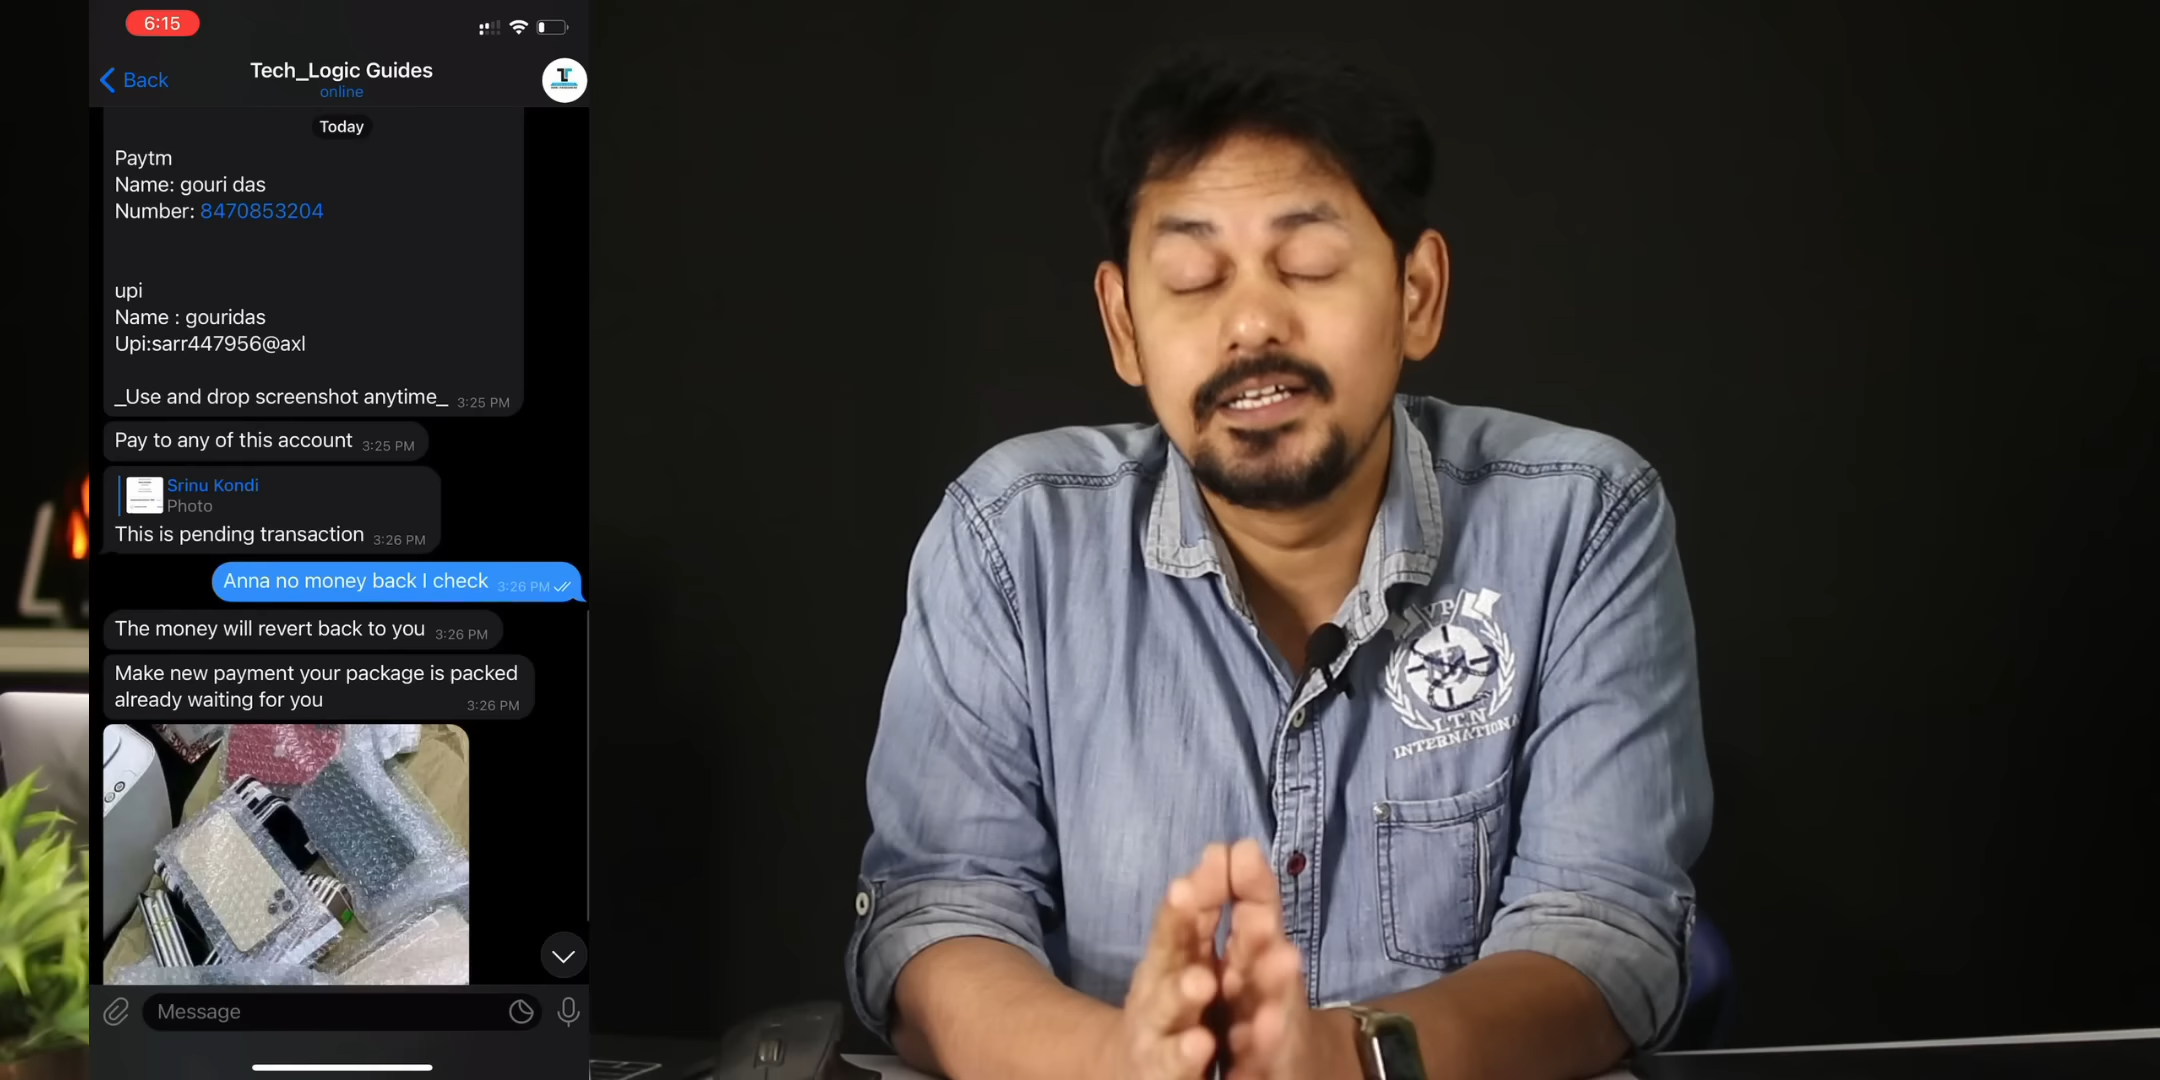 6:15
Back
Tech_Logic Guides
online
Today
Paytm
Name: gouri das
Number: 8470853204
upi
Name : gouridas
Upi:sarr447956@axl
_Use and drop screenshot anytime_ 3:25 PM
Pay to any of this account 3:25 PM
Srinu Kondi
Photo
This is pending transaction 3:26 PM
Anna no money back I check 3:26 PM
The money will revert back to you 3:26 PM
Make new payment your package is packed
already waiting for you 3:26 PM
Message
VP
I.T.N
INTERNATIONA